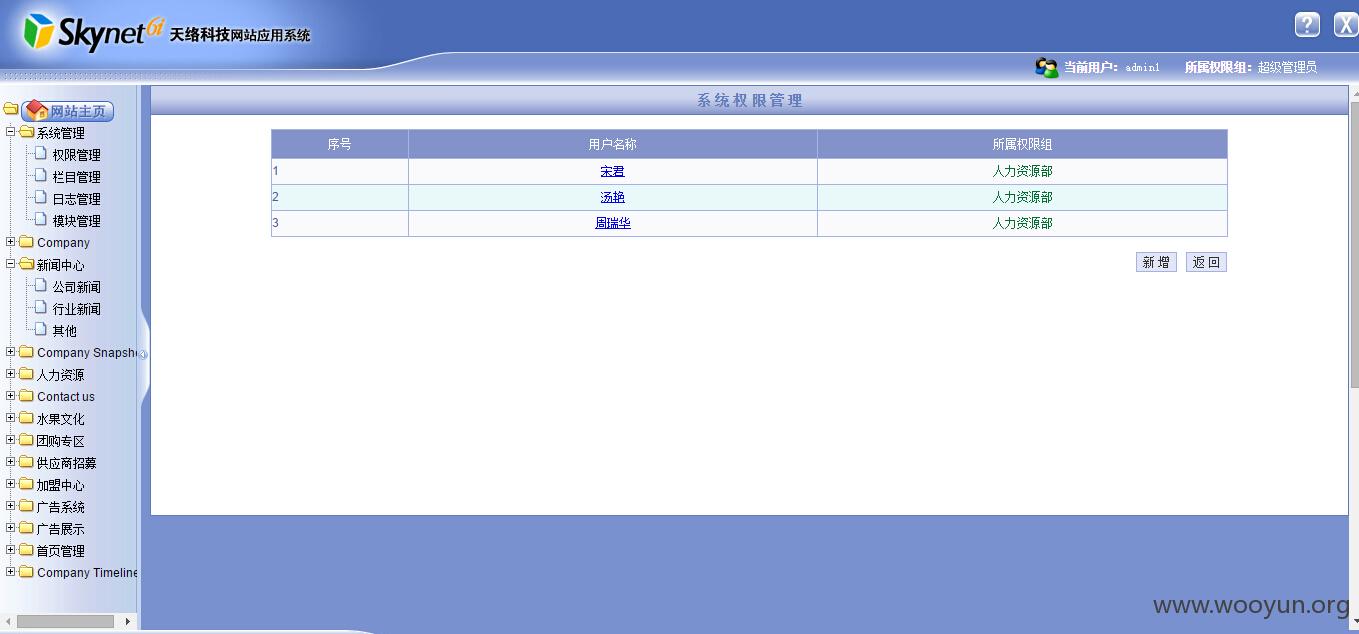 Skynet6i 天络科技网站应用系统
? X
当前用户：admin1 所属权限组：超级管理员
网站主页
系统管理
权限管理
栏目管理
日志管理
模块管理
Company
新闻中心
公司新闻
行业新闻
其他
Company Snapsh
人力资源
Contact us
水果文化
团购专区
供应商招募
加盟中心
广告系统
广告展示
首页管理
Company Timeline
系统权限管理
序号 用户名称 所属权限组
1 宋君 人力资源部
2 汤艳 人力资源部
3 周瑞华 人力资源部
新增 返回
www.wooyun.org